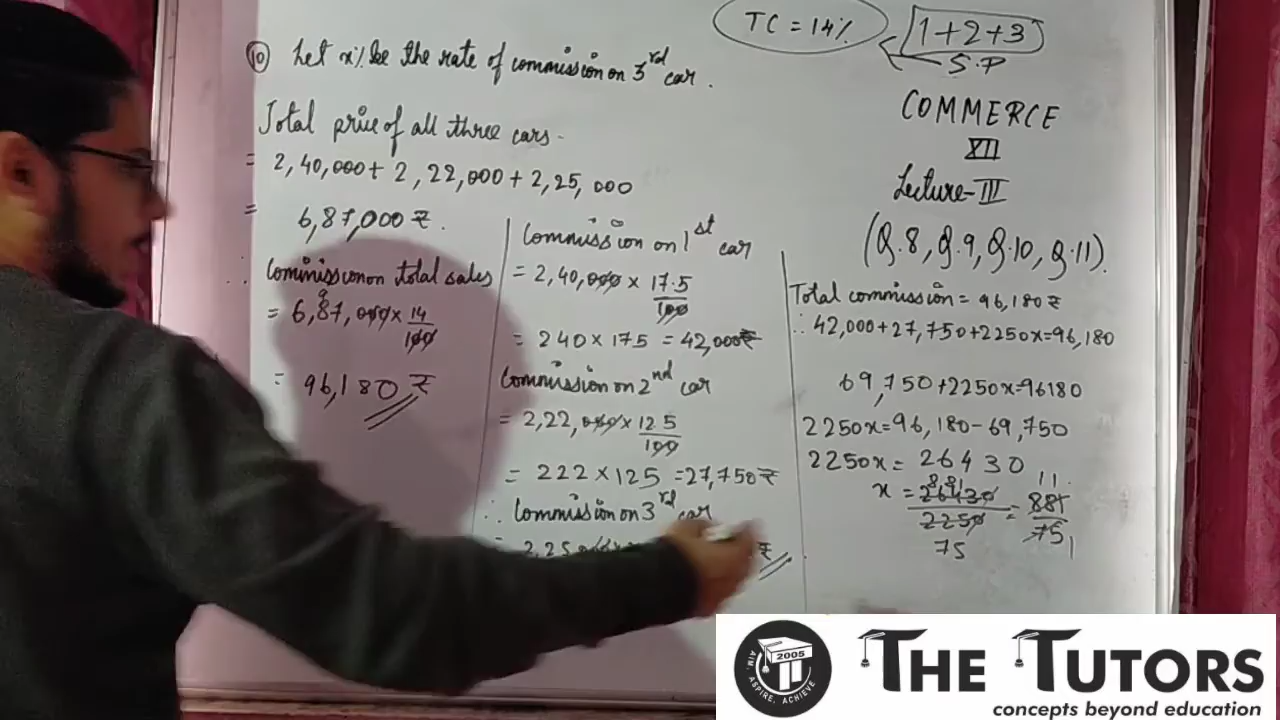 TC = 14%
1+2+3
S.P
(10) Let x% be the rate of commission on 3rd car.
Total price of all three cars-
= 2,40,000 + 2,22,000 + 2,25,000
= 6,87,000 ₹.
∴ Commission on total sales
= 6,87,000 × 14/100
= 96,180 ₹
Commission on 1st car
= 2,40,000 × 17.5/100
= 240 × 175 = 42,000₹
Commission on 2nd car
= 2,22,000 × 12.5/100
= 222 × 125 = 27,750₹
∴ Commission on 3rd car
= 2,25
₹
COMMERCE
XII
Lecture-III
(Q.8, Q.9, Q.10, Q.11).
Total commission = 96,180 ₹
∴ 42,000+27,750+2250x=96,180
69,750+2250x=96180
2250x=96,180-69,750
2250x = 26430
x = 26430/2250 = 881/75
75
2005
AIM, ASPIRE, ACHIEVE
THE TUTORS
concepts beyond education